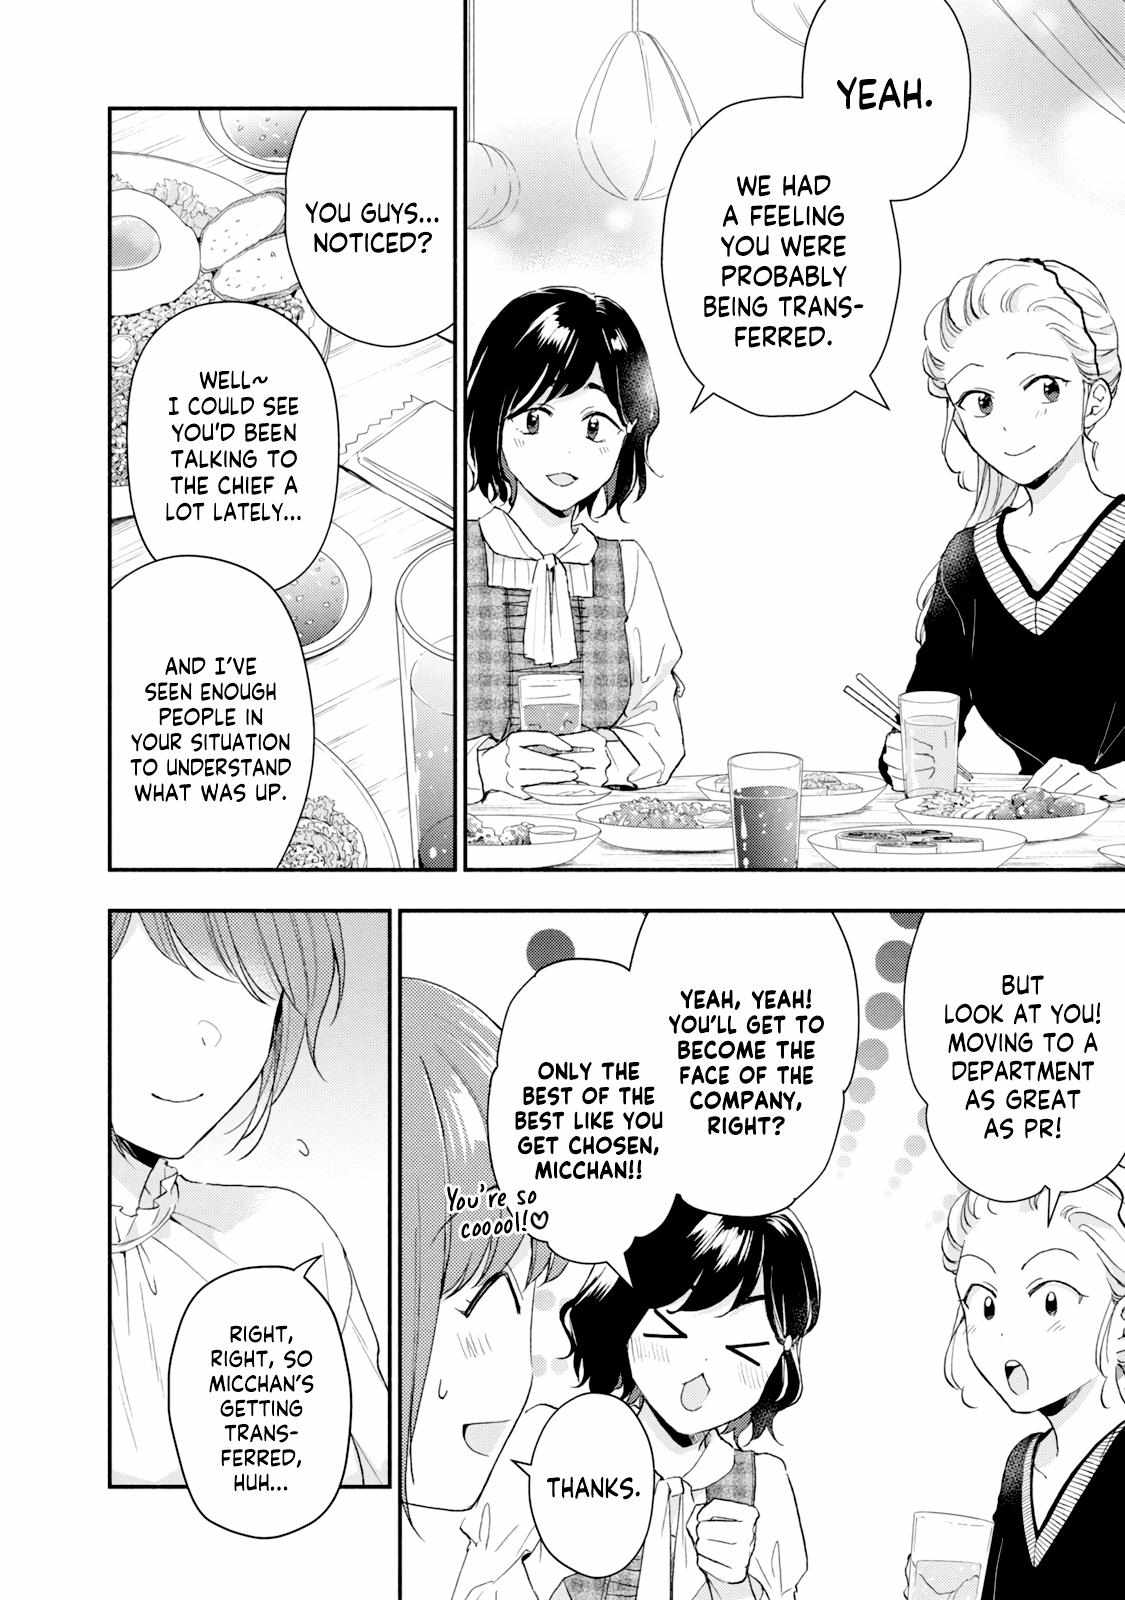 YEAH.
WE HAD
A FEELING
YOU WERE
PROBABLY
BEING TRANS-
FERRED.
YOU GUYS...
NOTICED?
WELL~
I COULD SEE
YOU'D BEEN
TALKING TO
THE CHIEF A
LOT LATELY...
AND I'VE
SEEN ENOUGH
PEOPLE IN
YOUR SITUATION
TO UNDERSTAND
WHAT WAS UP.
BUT
LOOK AT YOU!
MOVING TO A
DEPARTMENT
AS GREAT
AS PR!
YEAH, YEAH!
YOU'LL GET TO
BECOME THE
FACE OF THE
COMPANY,
RIGHT?
ONLY THE
BEST OF THE
BEST LIKE YOU
GET CHOSEN,
MICCHAN!!
You're so
cooool!♡
THANKS.
RIGHT,
RIGHT, SO
MICCHAN'S
GETTING
TRANS-
FERRED,
HUH...